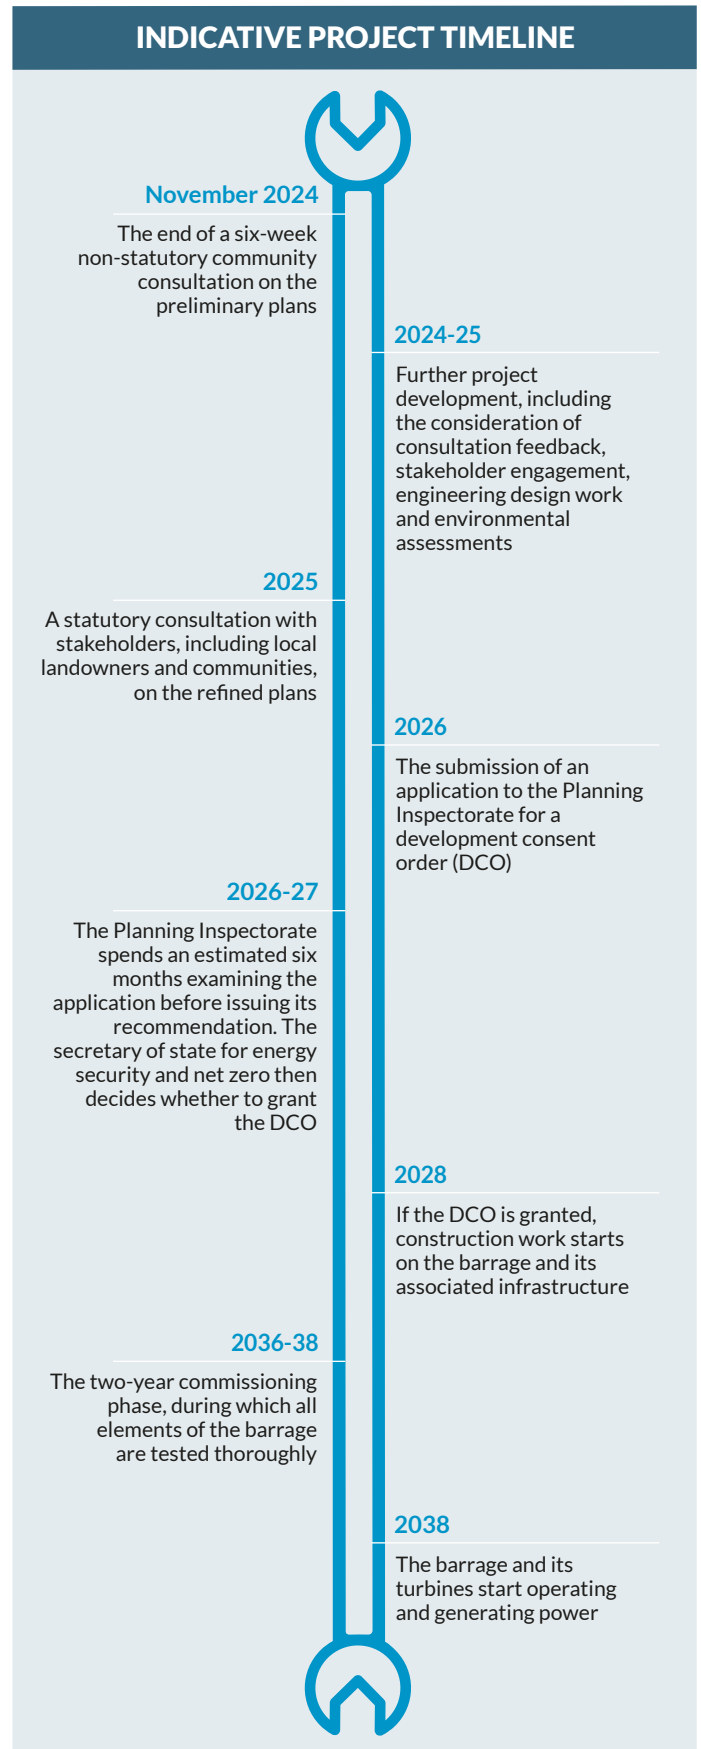 INDICATIVE PROJECT TIMELINE
November 2024
The end of a six-week
non-statutory community
consultation on the
preliminary plans
2024-25
Further project
development, including
the consideration of
consultation feedback,
stakeholder engagement,
engineering design work
and environmental
assessments
2025
A statutory consultation with
stakeholders, including local
landowners and communities,
on the refined plans
2026
The submission of an
application to the Planning
Inspectorate for a
development consent
order (DCO)
2026-27
The Planning Inspectorate
spends an estimated six
months examining the
application before issuing its
recommendation. The
secretary of state for energy
security and net zero then
decides whether to grant
the DCO
2028
If the DCO is granted,
construction work starts
on the barrage and its
associated infrastructure
2036-38
The two-year commissioning
phase, during which all
elements of the barrage
are tested thoroughly
2038
The barrage and its
turbines start operating
and generating power